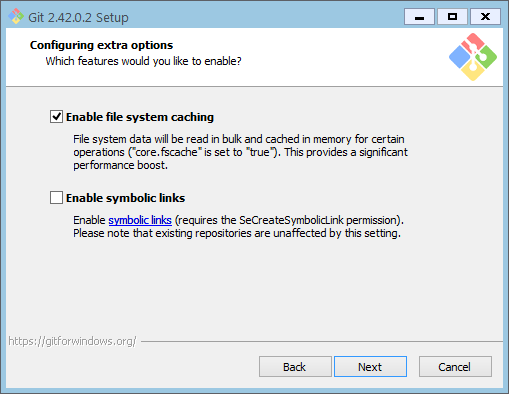 Git 2.42.0.2 Setup
Configuring extra options
Which features would you like to enable?
Enable file system caching
File system data will be read in bulk and cached in memory for certain
operations ("core.fscache" is set to "true"). This provides a significant
performance boost.
Enable symbolic links
Enable symbolic links (requires the SeCreateSymbolicLink permission).
Please note that existing repositories are unaffected by this setting.
https://gitforwindows.org/
Back Next Cancel